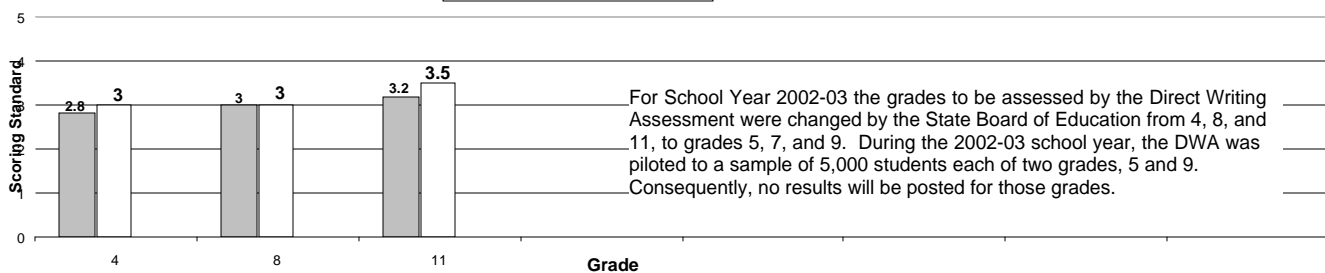 5
4
3
2
1
0
Scoring Standard
2.8
3
3
3
3.2
3.5
For School Year 2002-03 the grades to be assessed by the Direct Writing
Assessment were changed by the State Board of Education from 4, 8, and
11, to grades 5, 7, and 9. During the 2002-03 school year, the DWA was
piloted to a sample of 5,000 students each of two grades, 5 and 9.
Consequently, no results will be posted for those grades.
4
8
11
Grade